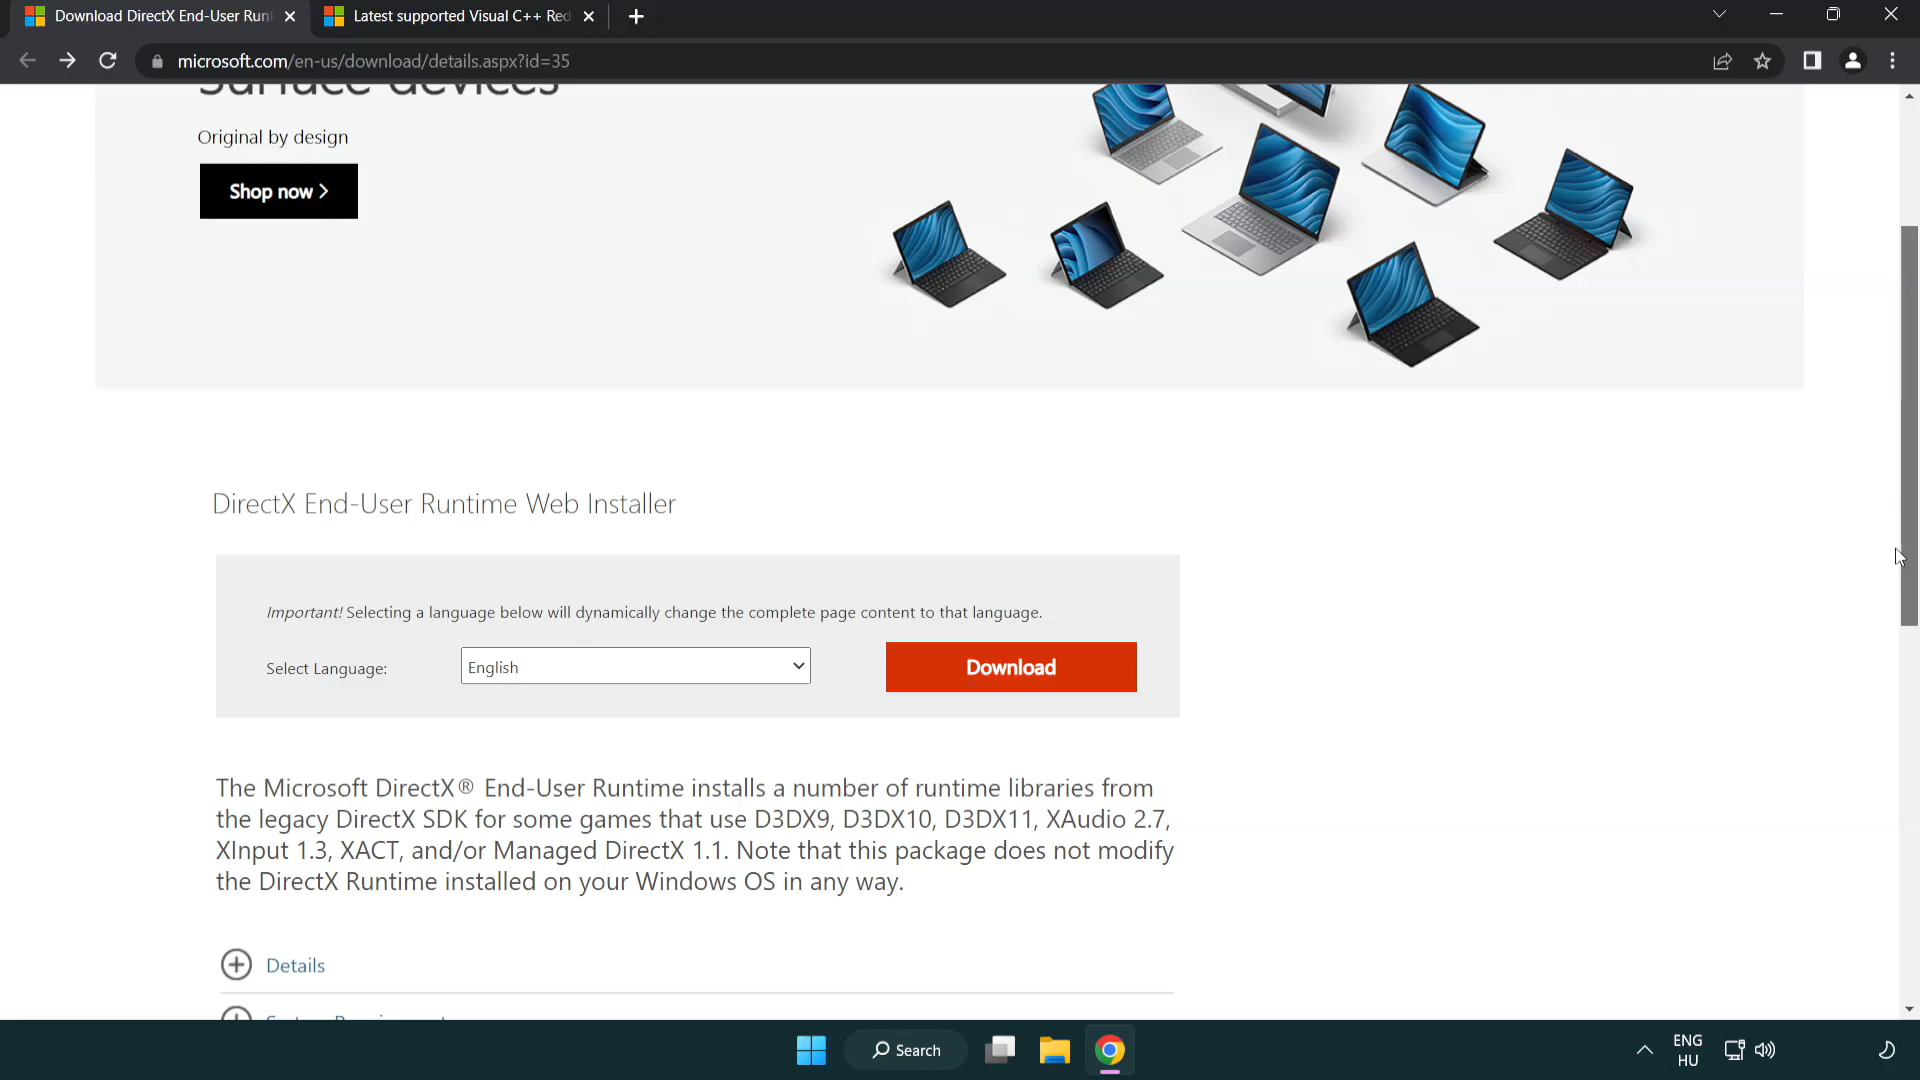 Download DirectX End-User Runt
Latest supported Visual C++ Red
microsoft.com/en-us/download/details.aspx?id=35
Surface devices
Original by design
Shop now
DirectX End-User Runtime Web Installer
Important! Selecting a language below will dynamically change the complete page content to that language.
Select Language:
English
Download
The Microsoft DirectX® End-User Runtime installs a number of runtime libraries from
the legacy DirectX SDK for some games that use D3DX9, D3DX10, D3DX11, XAudio 2.7,
XInput 1.3, XACT, and/or Managed DirectX 1.1. Note that this package does not modify
the DirectX Runtime installed on your Windows OS in any way.
Details
Search
ENG
HU